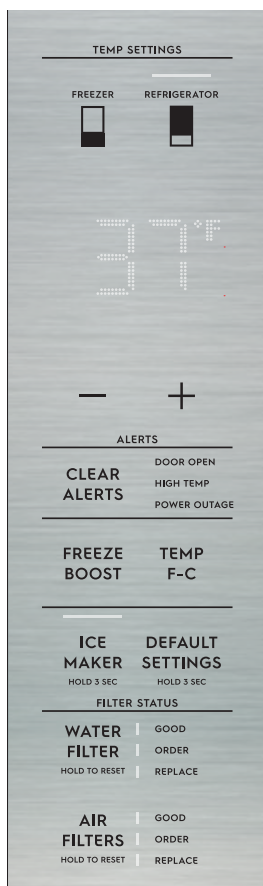 TEMP SETTINGS
FREEZER REFRIGERATOR
37°F
− +
ALERTS
CLEAR ALERTS
DOOR OPEN
HIGH TEMP
POWER OUTAGE
FREEZE BOOST
TEMP F-C
ICE MAKER
HOLD 3 SEC
DEFAULT SETTINGS
HOLD 3 SEC
FILTER STATUS
WATER FILTER
HOLD TO RESET
GOOD
ORDER
REPLACE
AIR FILTERS
HOLD TO RESET
GOOD
ORDER
REPLACE